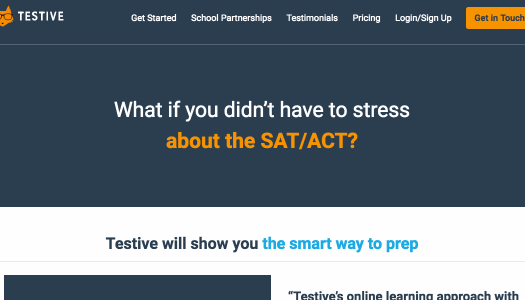 TESTIVE
Get Started School Partnerships Testimonials Pricing Login/Sign Up Get in Touch
What if you didn't have to stress
about the SAT/ACT?
Testive will show you the smart way to prep
"Testive's online learning approach with